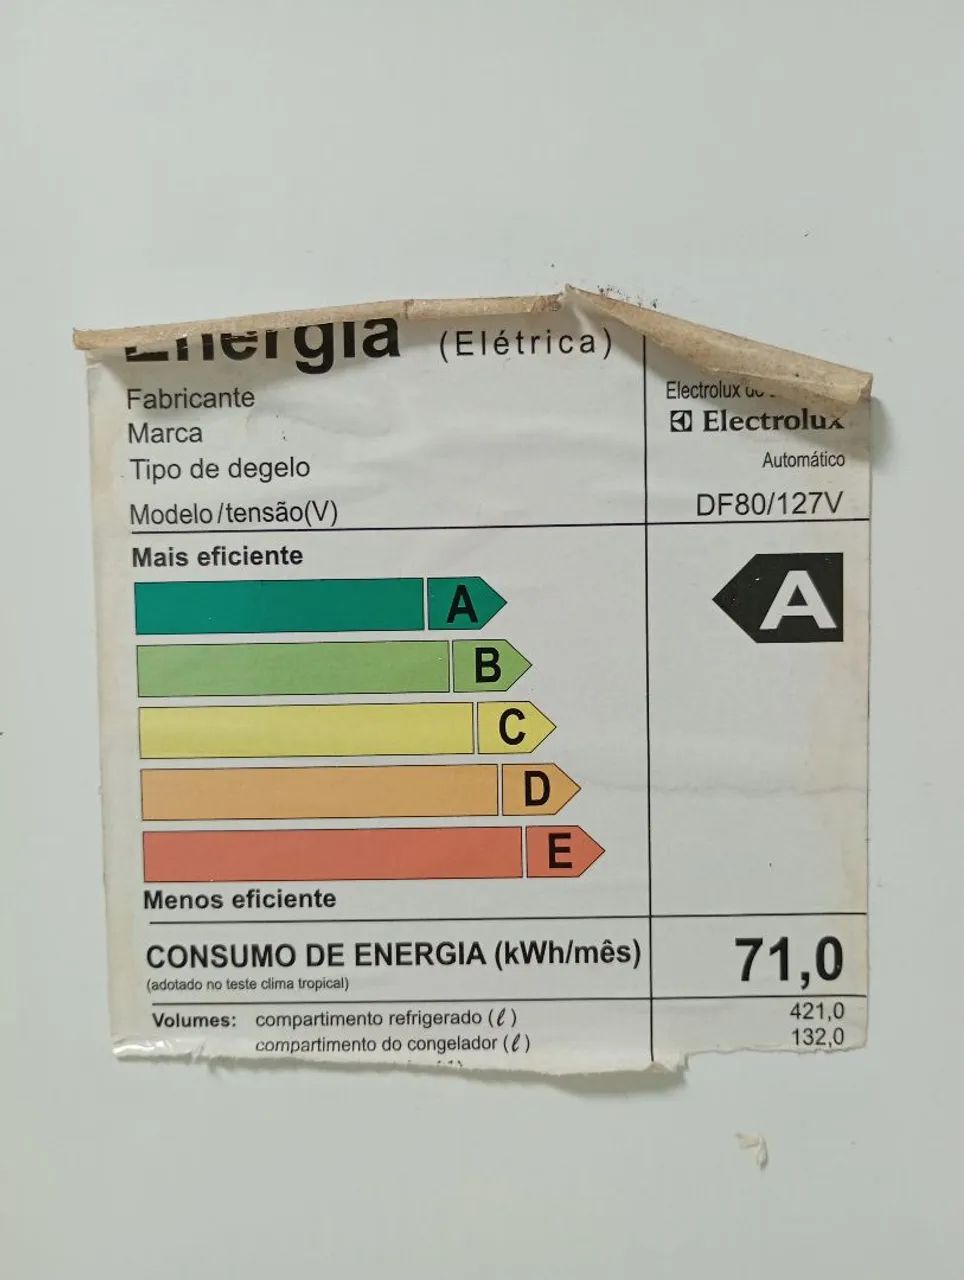 Energia (Elétrica)
Fabricante Electrolux
Marca Electrolux
Tipo de degelo Automático
Modelo/tensão(V) DF80/127V
Mais eficiente
A A
B
C
D
E
Menos eficiente
CONSUMO DE ENERGIA (kWh/mês) 71,0
(adotado no teste clima tropical)
Volumes: compartimento refrigerado (ℓ) 421,0
compartimento do congelador (ℓ) 132,0